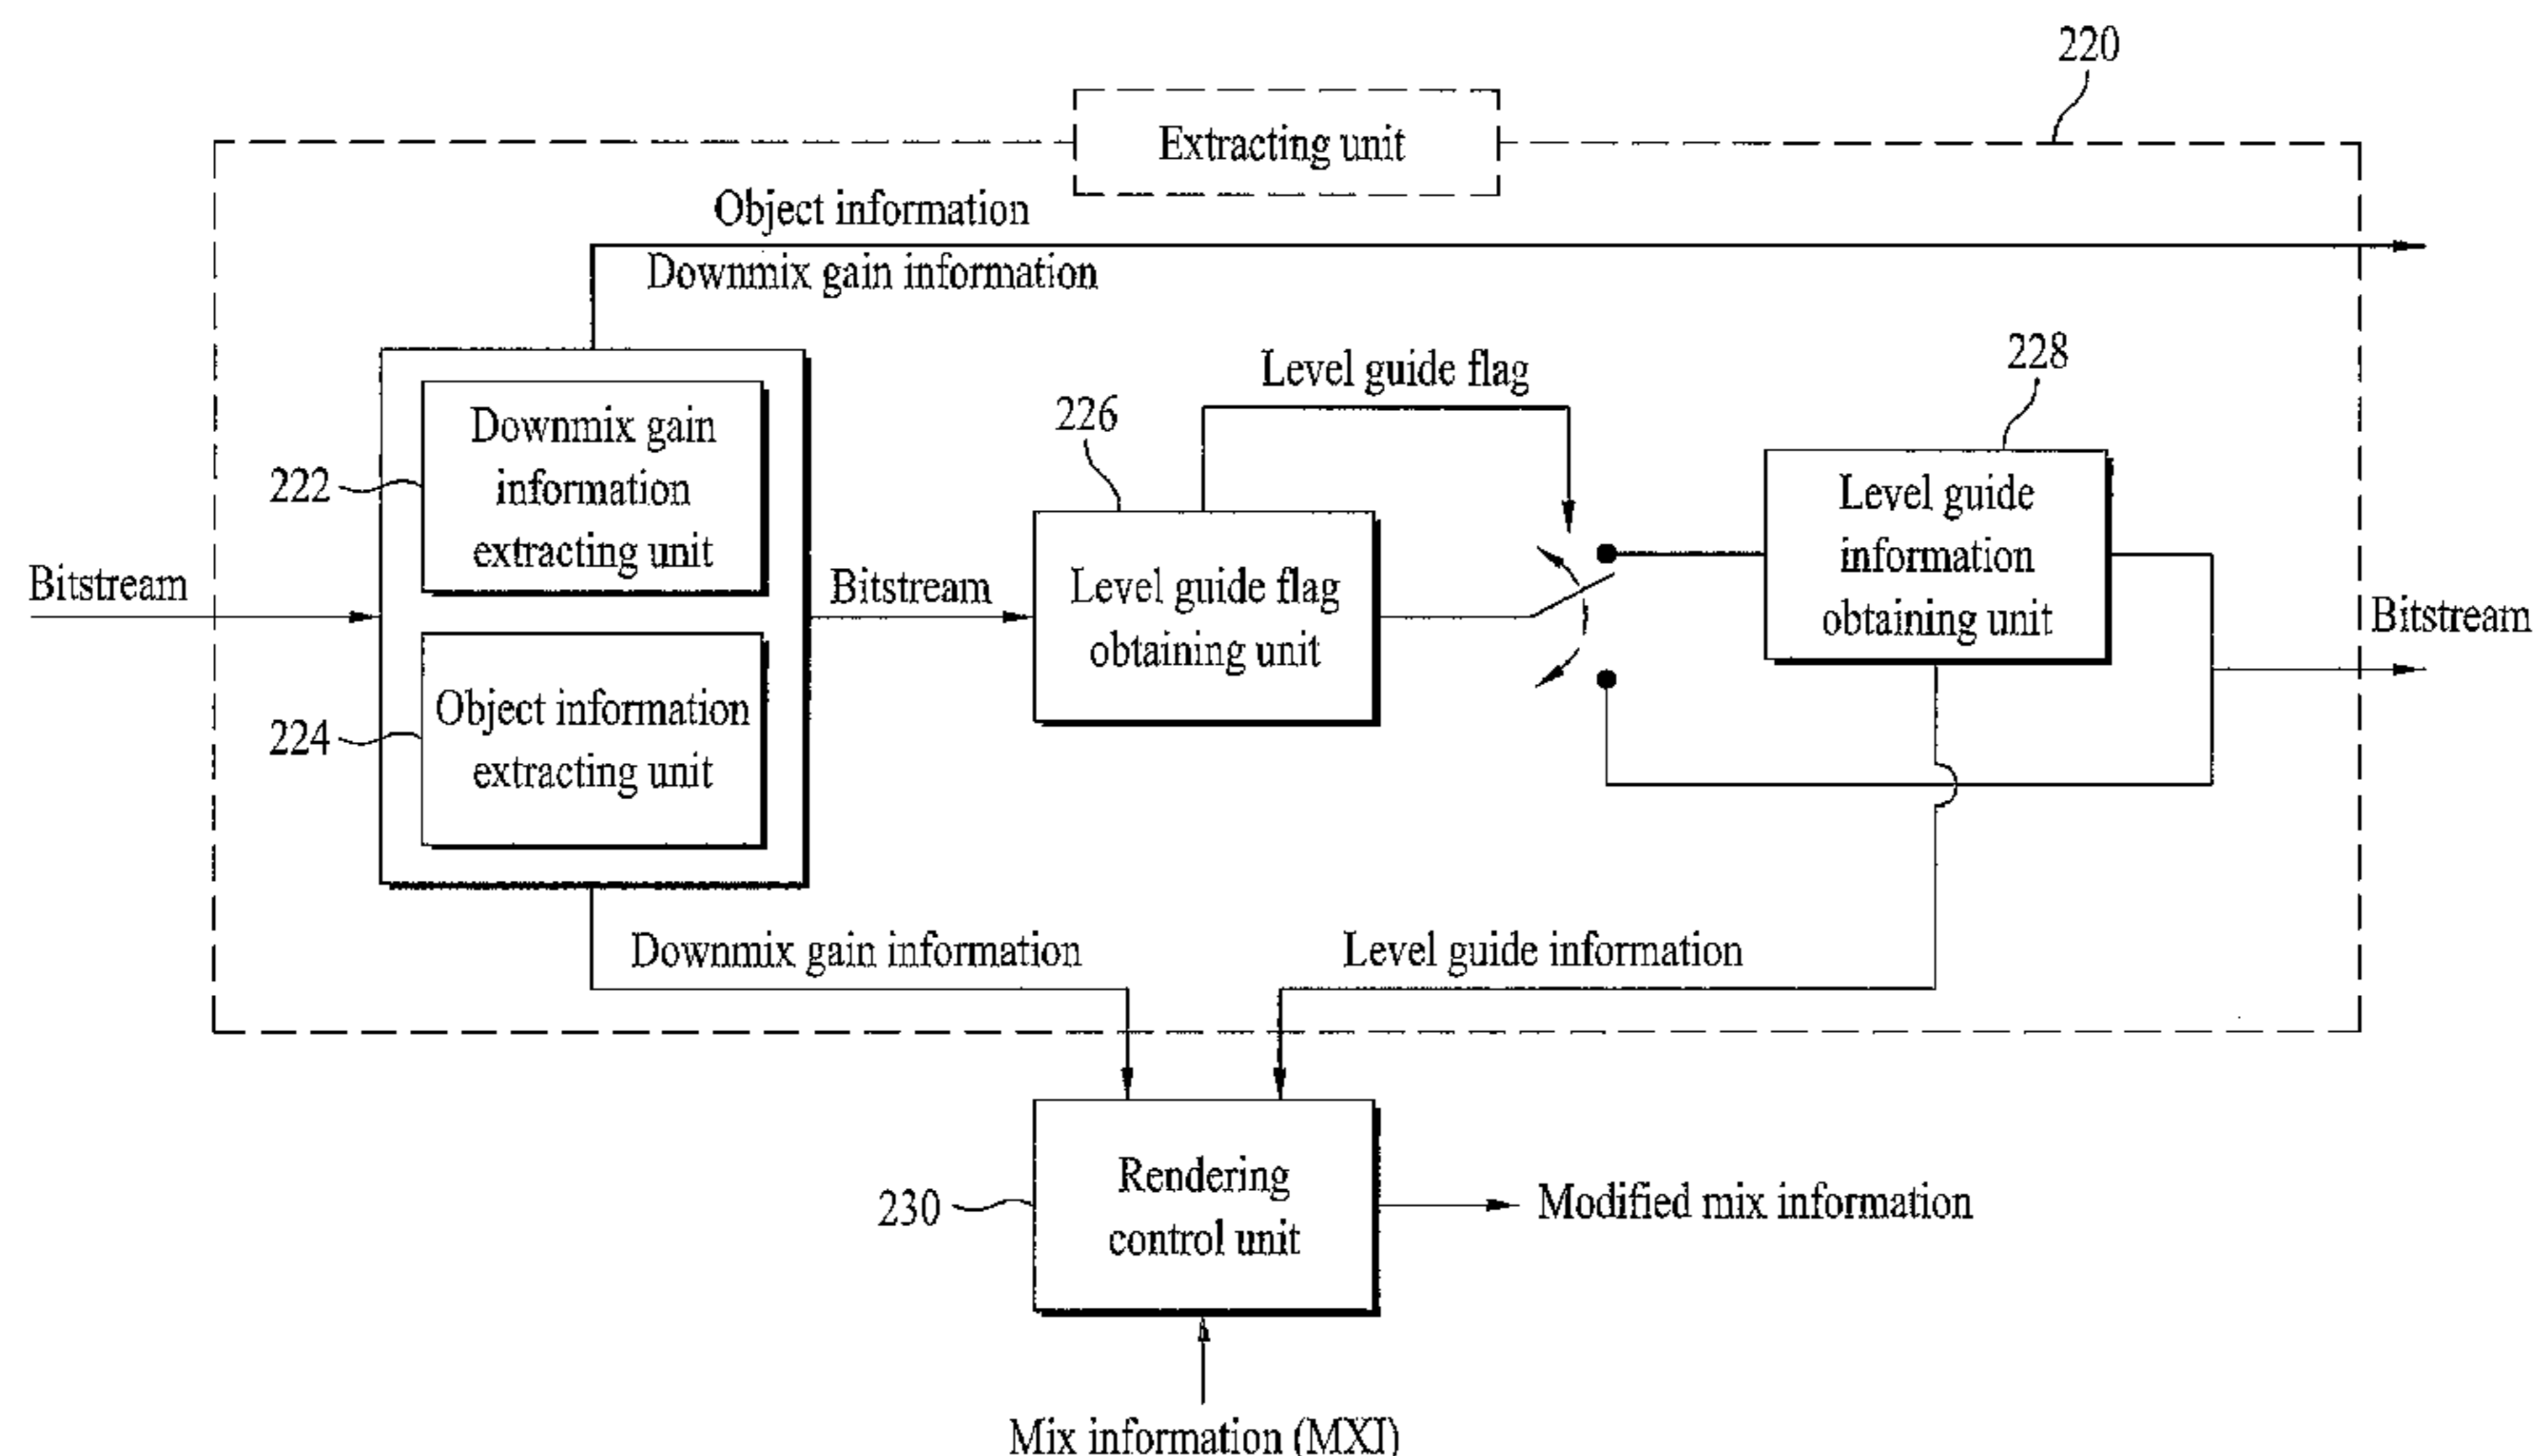 220
Extracting unit
Object information
Downmix gain information
Level guide flag
228
226
Downmix gain
information
extracting unit
222
Level guide
information
obtaining unit
Bitstream
Bitstream
Level guide flag
obtaining unit
Bitstream
Object information
extracting unit
224
Downmix gain information
Level guide information
Rendering
control unit
230
Modified mix information
Mix information (MXI)